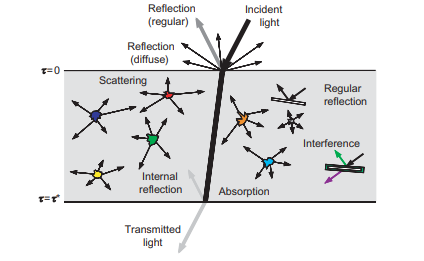 Reflection
(regular)
Incident
light
Reflection
(diffuse)
τ=0
Scattering
Regular
reflection
Interference
Internal
reflection
Absorption
τ=τ*
Transmitted
light